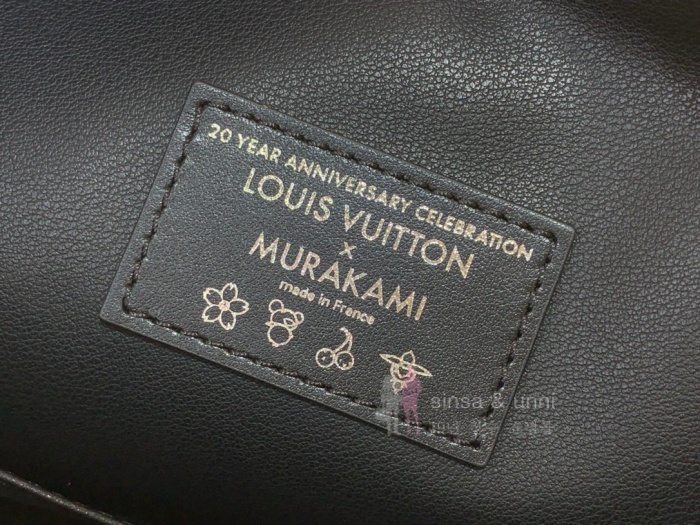 20 YEAR ANNIVERSARY CELEBRATION
LOUIS VUITTON
x
MURAKAMI
made in France
sinsa & unni